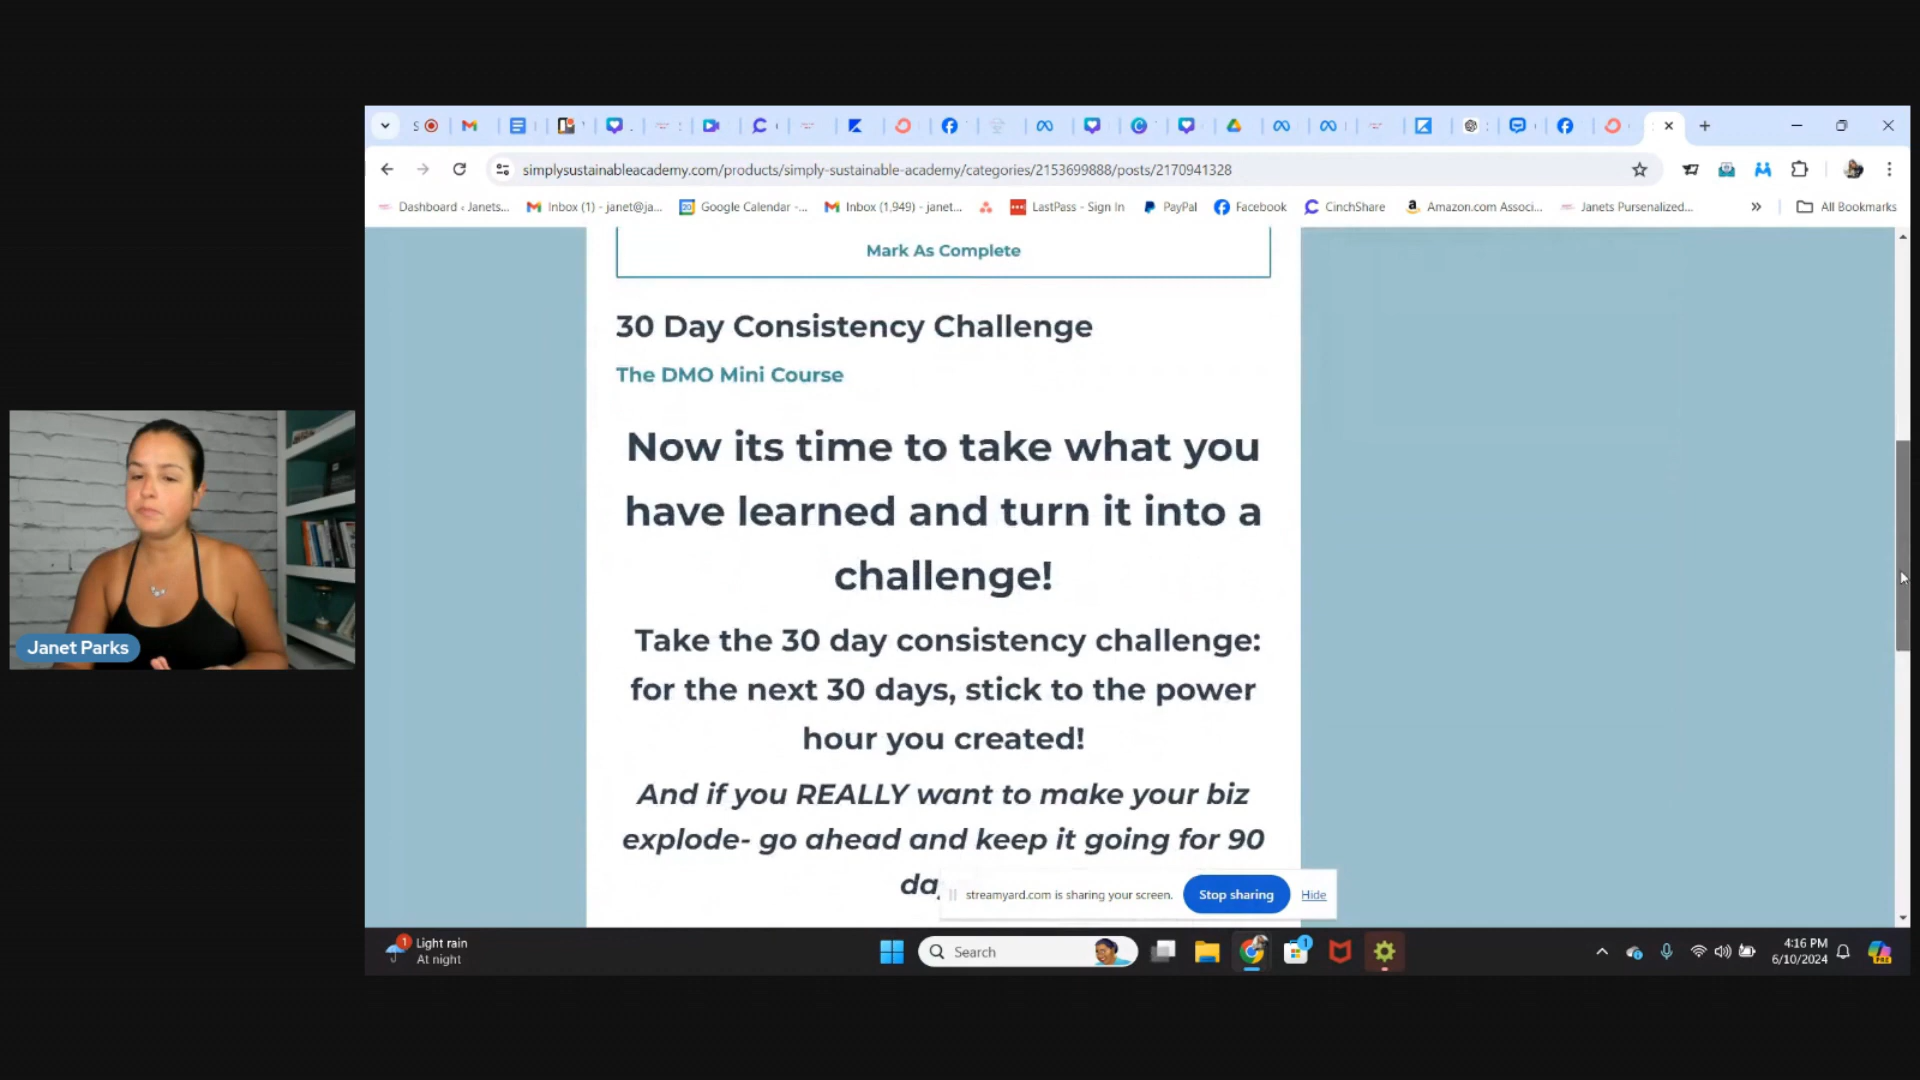 simplysustainableacademy.com/products/simply-sustainable-academy/categories/2153699888/posts/2170941328
Dashboard ‹ Janets...
Inbox (1) - janet@ja...
Google Calendar -...
Inbox (1,949) - janet...
LastPass - Sign In
PayPal
Facebook
CinchShare
Amazon.com Associ...
Janets Pursenalized...
All Bookmarks
Mark As Complete
30 Day Consistency Challenge
The DMO Mini Course
Now its time to take what you
have learned and turn it into a
challenge!
Take the 30 day consistency challenge:
for the next 30 days, stick to the power
hour you created!
And if you REALLY want to make your biz
explode- go ahead and keep it going for 90
streamyard.com is sharing your screen.
Stop sharing
Hide
Janet Parks
1
Light rain
At night
Search
1
4:16 PM
6/10/2024
PRE